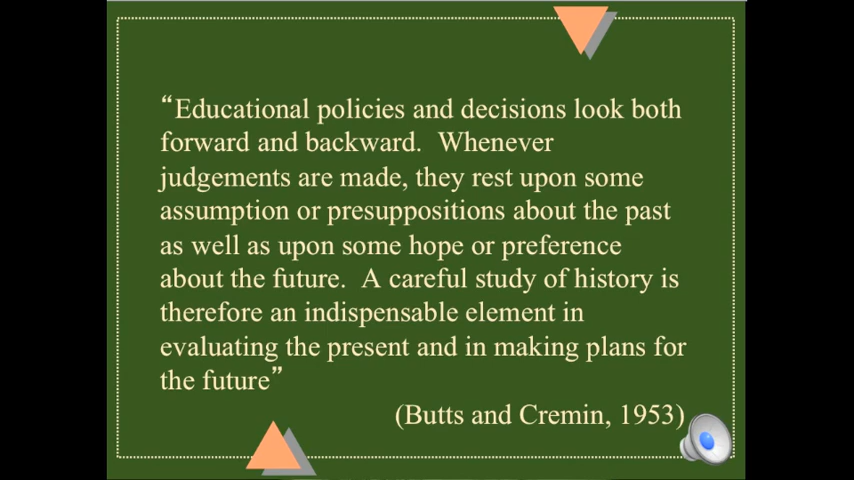 “Educational policies and decisions look both
forward and backward.  Whenever
judgements are made, they rest upon some
assumption or presuppositions about the past
as well as upon some hope or preference
about the future.  A careful study of history is
therefore an indispensable element in
evaluating the present and in making plans for
the future”
(Butts and Cremin, 1953)